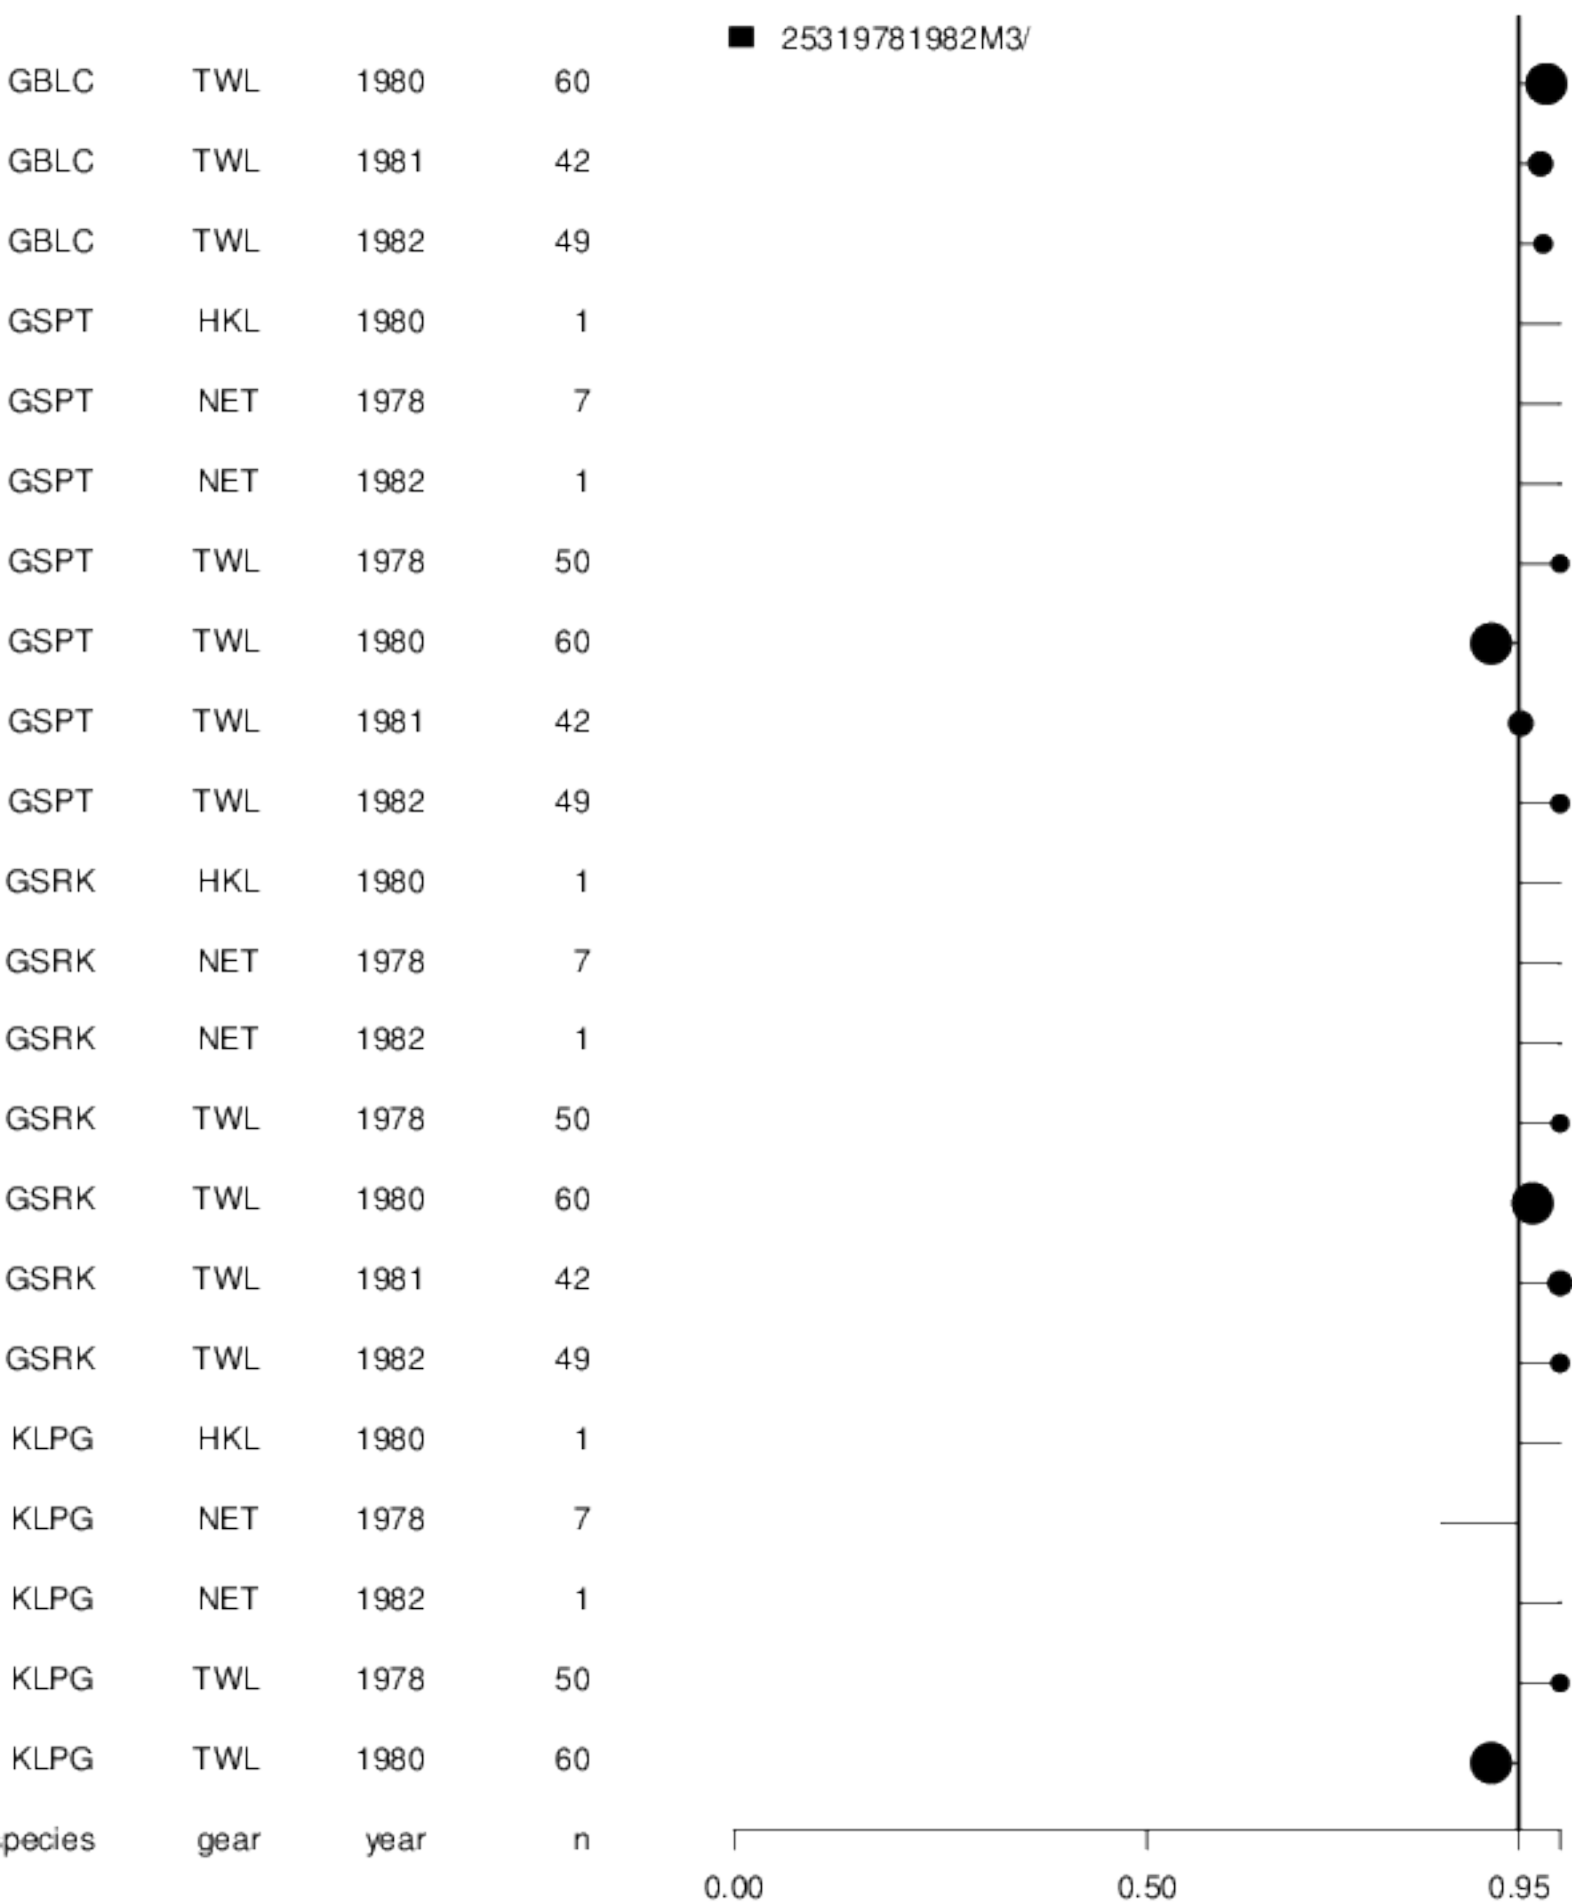 25319781982M3/
GBLC TWL 1980 60
GBLC TWL 1981 42
GBLC TWL 1982 49
GSPT HKL 1980 1
GSPT NET 1978 7
GSPT NET 1982 1
GSPT TWL 1978 50
GSPT TWL 1980 60
GSPT TWL 1981 42
GSPT TWL 1982 49
GSRK HKL 1980 1
GSRK NET 1978 7
GSRK NET 1982 1
GSRK TWL 1978 50
GSRK TWL 1980 60
GSRK TWL 1981 42
GSRK TWL 1982 49
KLPG HKL 1980 1
KLPG NET 1978 7
KLPG NET 1982 1
KLPG TWL 1978 50
KLPG TWL 1980 60
pecies gear year n
0.00 0.50 0.95